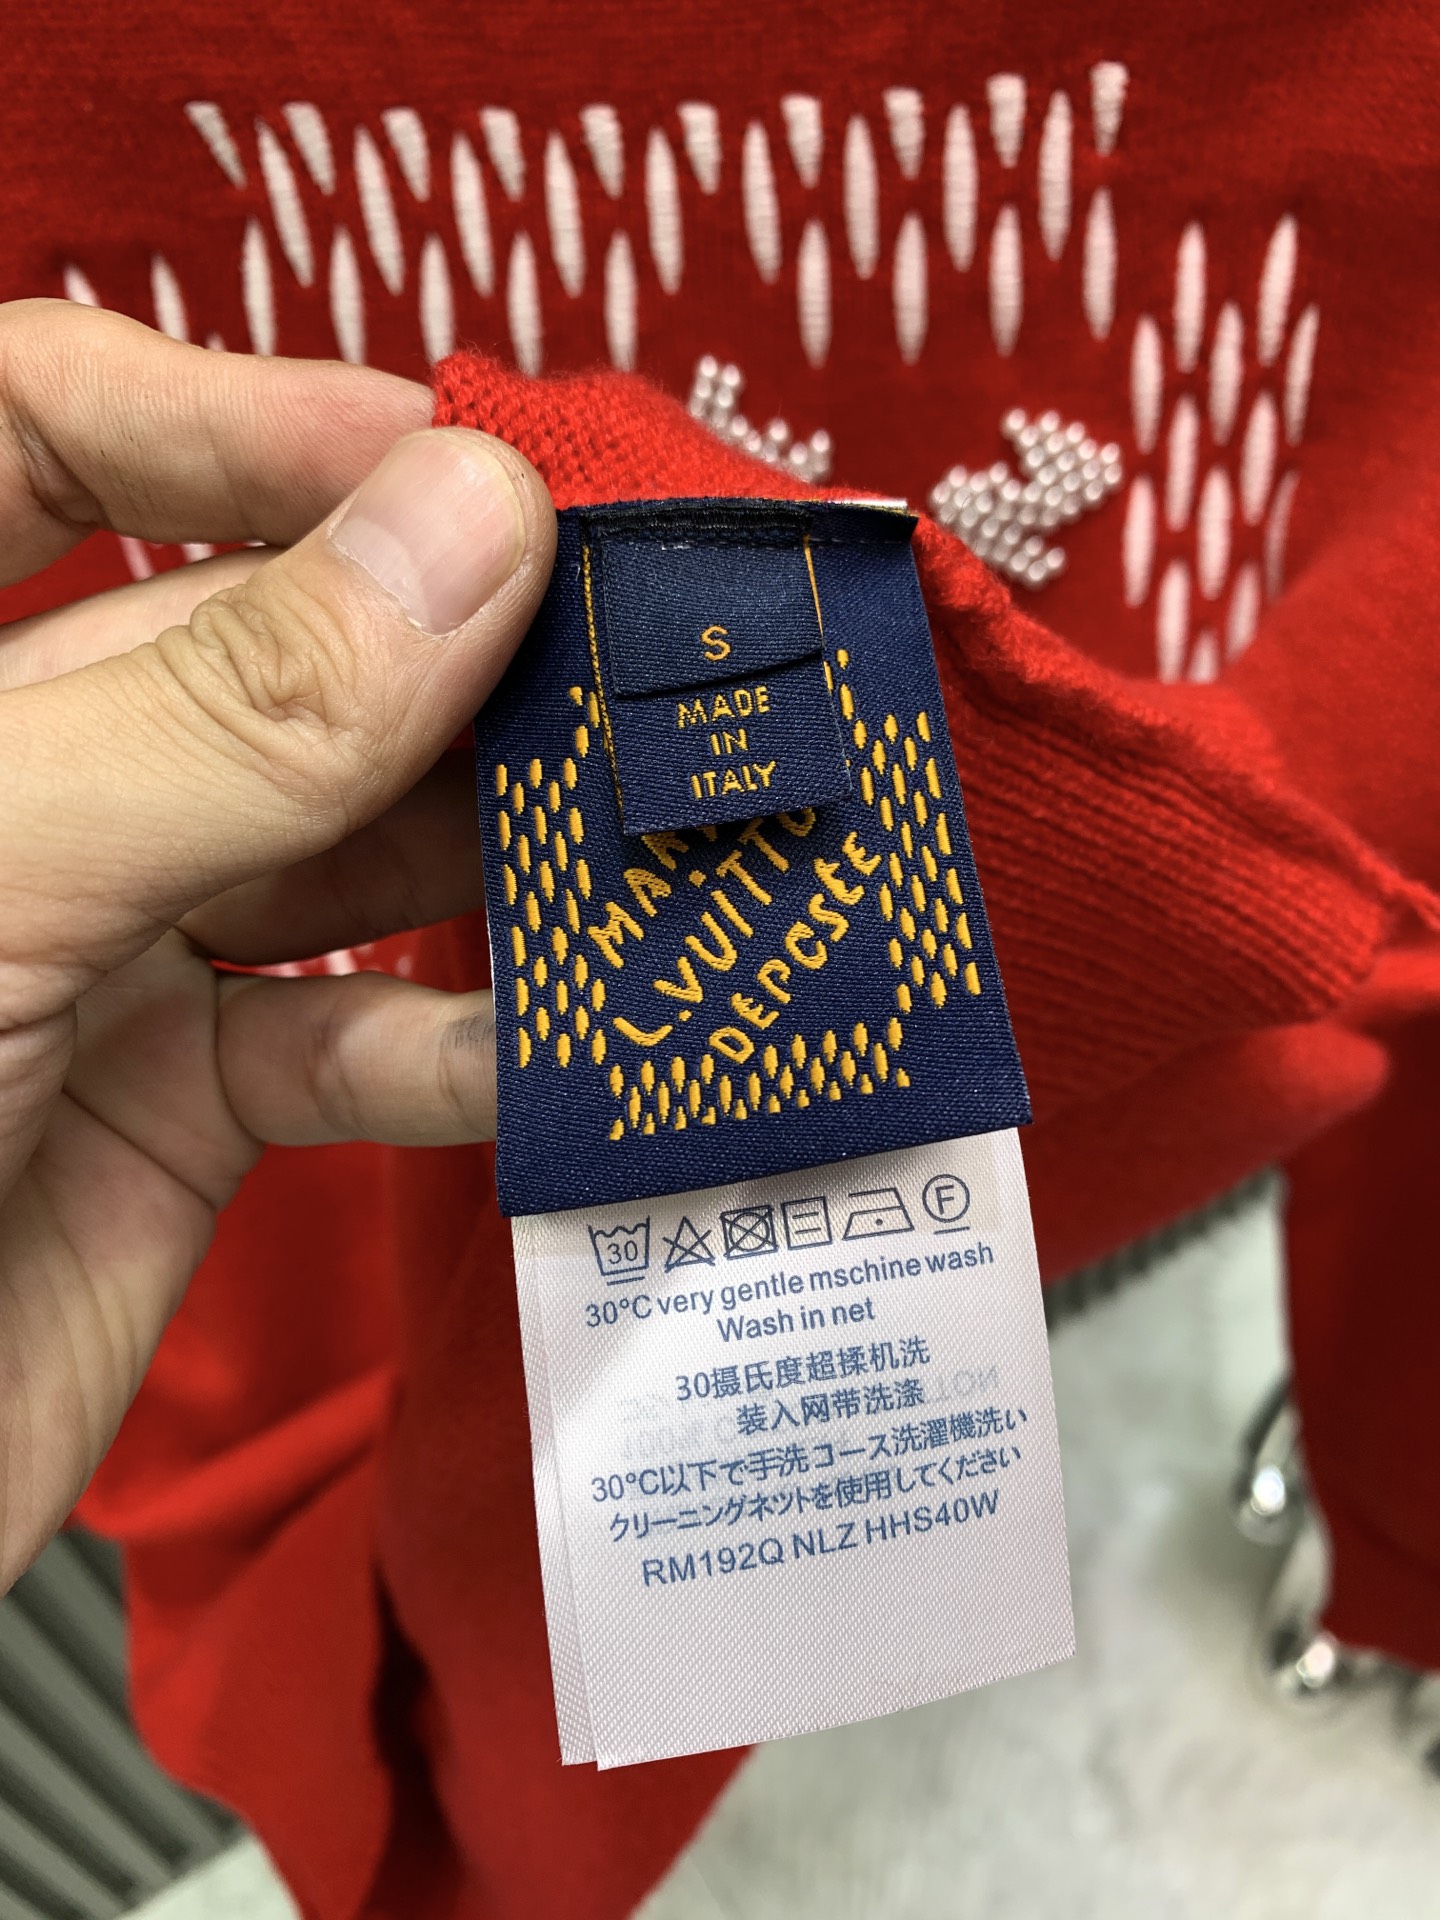 S
MADE
IN
ITALY
L.VUiTTO
DEPCStE
30
F
30°C very gentle mschine wash
Wash in net
30摄氏度超揉机洗
装入网带洗涤
30°C以下で手洗コース洗濯機洗い
クリーニングネットを使用してください
RM192Q NLZ HHS40W